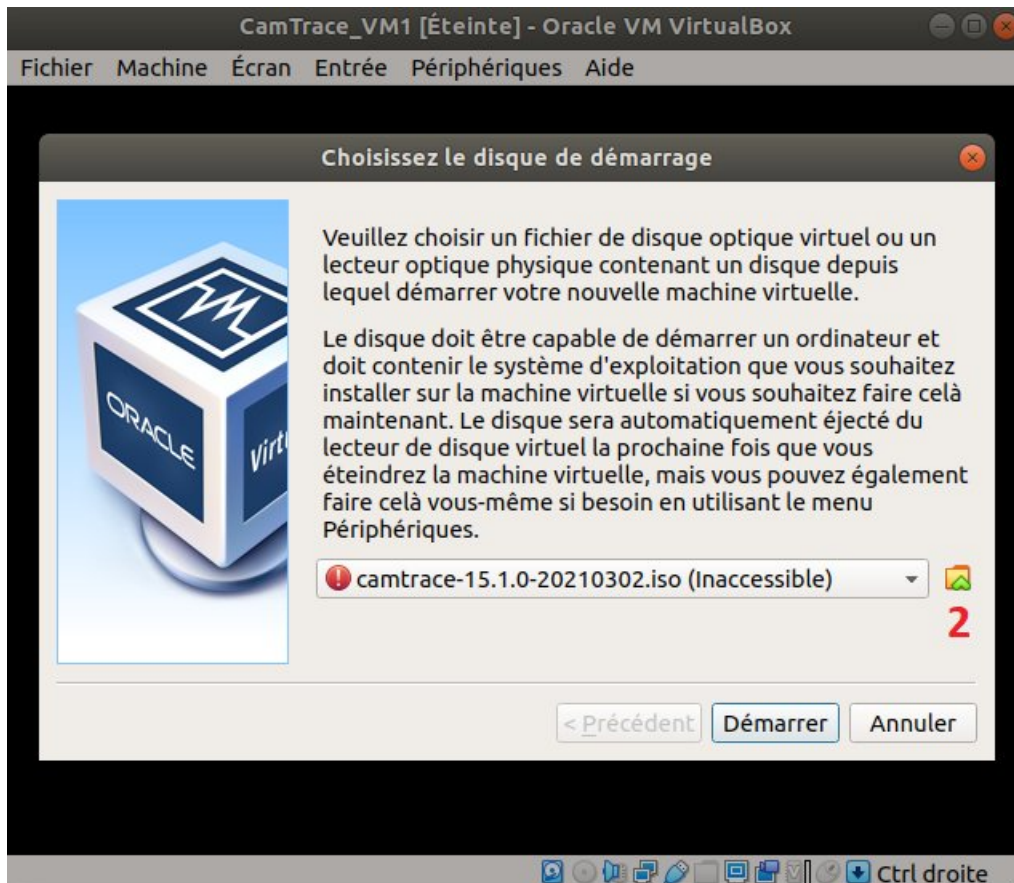 CamTrace_VM1 [Éteinte] - Oracle VM VirtualBox
Fichier Machine Écran Entrée Périphériques Aide
Choisissez le disque de démarrage
Veuillez choisir un fichier de disque optique virtuel ou un
lecteur optique physique contenant un disque depuis
lequel démarrer votre nouvelle machine virtuelle.
Le disque doit être capable de démarrer un ordinateur et
doit contenir le système d'exploitation que vous souhaitez
installer sur la machine virtuelle si vous souhaitez faire celà
maintenant. Le disque sera automatiquement éjecté du
lecteur de disque virtuel la prochaine fois que vous
éteindrez la machine virtuelle, mais vous pouvez également
faire celà vous-même si besoin en utilisant le menu
Périphériques.
ORACLE
Virt
camtrace-15.1.0-20210302.iso (Inaccessible)
2
< Précédent Démarrer Annuler
Ctrl droite